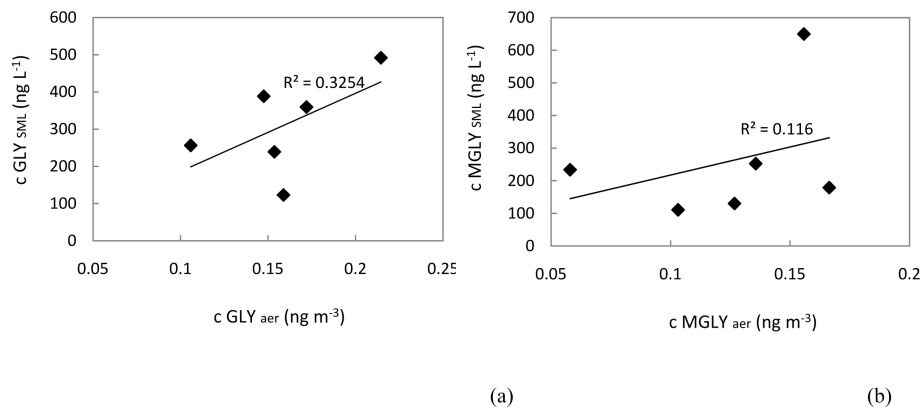 600
500
400
300
200
100
0
c GLY SML (ng L⁻¹)
R² = 0.3254
0.05 0.1 0.15 0.2 0.25
c GLY aer (ng m⁻³)
(a)
700
600
500
400
300
200
100
0
c MGLY SML (ng L⁻¹)
R² = 0.116
0.05 0.1 0.15 0.2
c MGLY aer (ng m⁻³)
(b)